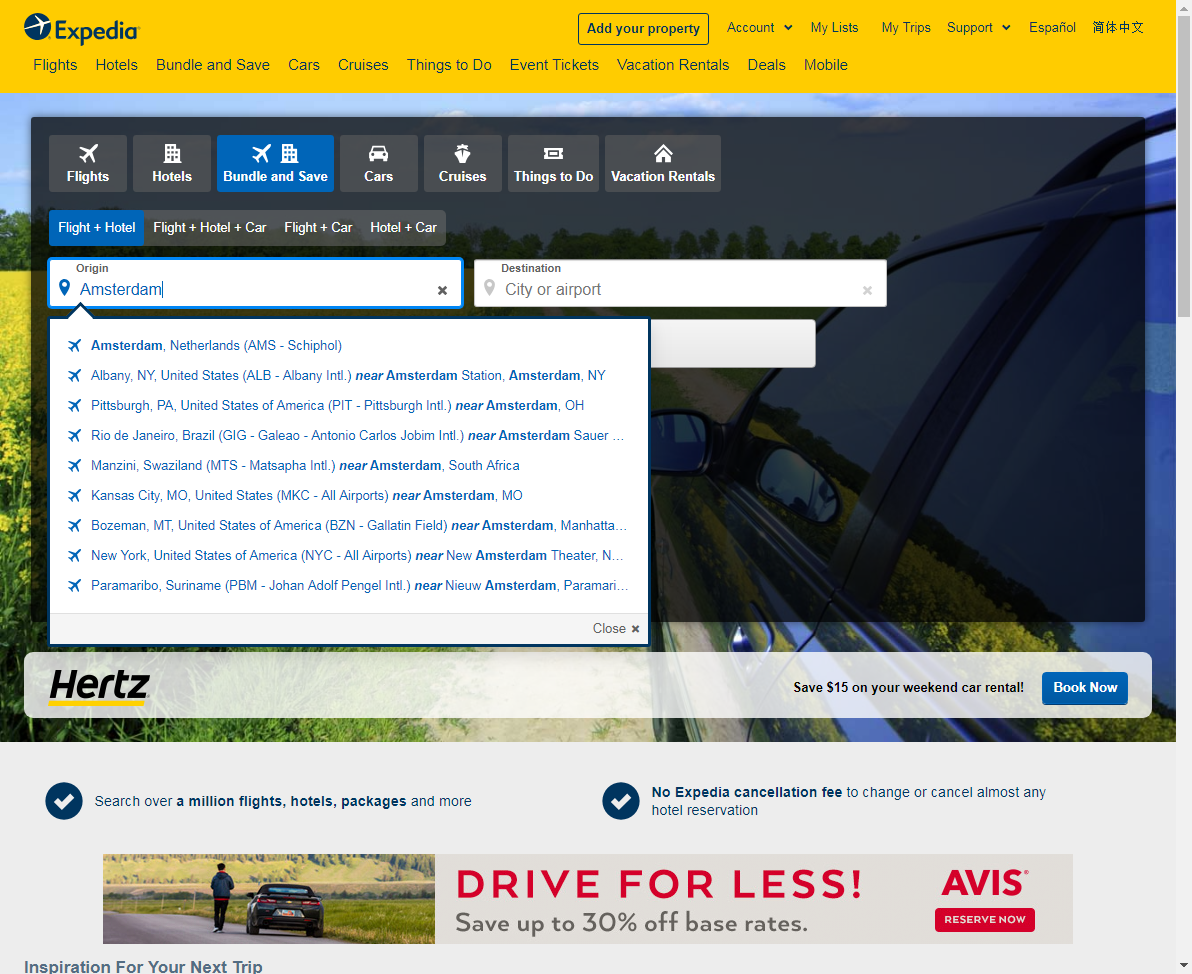 Expedia
Add your property
Account
My Lists
My Trips
Support
Español
简体中文
Flights
Hotels
Bundle and Save
Cars
Cruises
Things to Do
Event Tickets
Vacation Rentals
Deals
Mobile
Flights
Hotels
Bundle and Save
Cars
Cruises
Things to Do
Vacation Rentals
Flight + Hotel
Flight + Hotel + Car
Flight + Car
Hotel + Car
Origin
Amsterdam
Destination
City or airport
Amsterdam, Netherlands (AMS - Schiphol)
Albany, NY, United States (ALB - Albany Intl.) near Amsterdam Station, Amsterdam, NY
Pittsburgh, PA, United States of America (PIT - Pittsburgh Intl.) near Amsterdam, OH
Rio de Janeiro, Brazil (GIG - Galeao - Antonio Carlos Jobim Intl.) near Amsterdam Sauer ...
Manzini, Swaziland (MTS - Matsapha Intl.) near Amsterdam, South Africa
Kansas City, MO, United States (MKC - All Airports) near Amsterdam, MO
Bozeman, MT, United States of America (BZN - Gallatin Field) near Amsterdam, Manhatta...
New York, United States of America (NYC - All Airports) near New Amsterdam Theater, N...
Paramaribo, Suriname (PBM - Johan Adolf Pengel Intl.) near Nieuw Amsterdam, Paramari...
Close
Hertz
Save $15 on your weekend car rental!
Book Now
Search over a million flights, hotels, packages and more
No Expedia cancellation fee to change or cancel almost any
hotel reservation
DRIVE FOR LESS!
Save up to 30% off base rates.
AVIS
RESERVE NOW
Inspiration For Your Next Trip